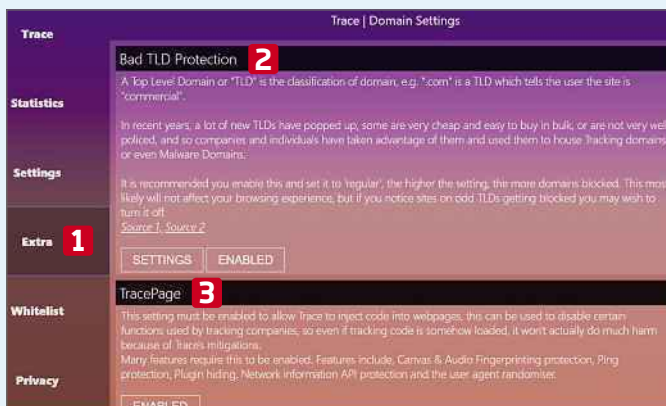 Trace | Domain Settings
Trace
Statistics
Settings
Extra 1
Whitelist
Privacy
Bad TLD Protection 2
A Top Level Domain or "TLD" is the classification of domain, e.g. ".com" is a TLD which tells the user the site is
"commercial".
In recent years, a lot of new TLDs have popped up, some are very cheap and easy to buy in bulk, or are not very well
policed, and so companies and individuals have taken advantage of them and used them to house Tracking domains
or even Malware Domains.
It is recommended you enable this and set it to 'regular', the higher the setting, the more domains blocked. This most
likely will not affect your browsing experience, but if you notice sites on odd TLDs getting blocked you may wish to
turn it off
Source 1, Source 2
SETTINGS ENABLED
TracePage 3
This setting must be enabled to allow Trace to inject code into webpages, this can be used to disable certain
functions used by tracking companies, so even if tracking code is somehow loaded, it won't actually do much harm
because of Trace's mitigations.
Many features require this to be enabled. Features include, Canvas & Audio Fingerprinting protection, Ping
protection, Plugin hiding, Network information API protection and the user agent randomiser.
ENABLED